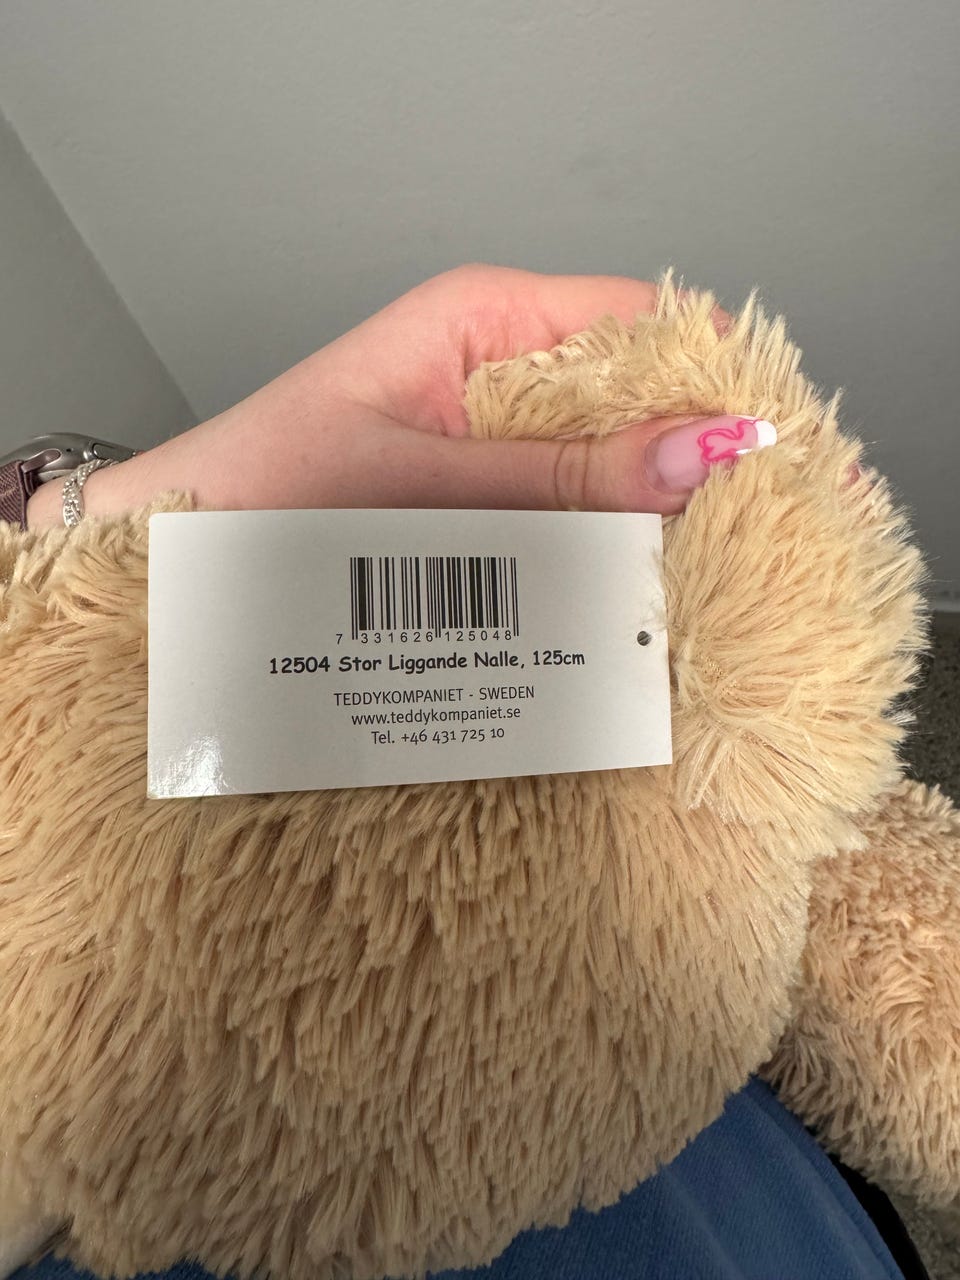 7 331626 125048
12504 Stor Liggande Nalle, 125cm
TEDDYKOMPANIET - SWEDEN
www.teddykompaniet.se
Tel. +46 431 725 10